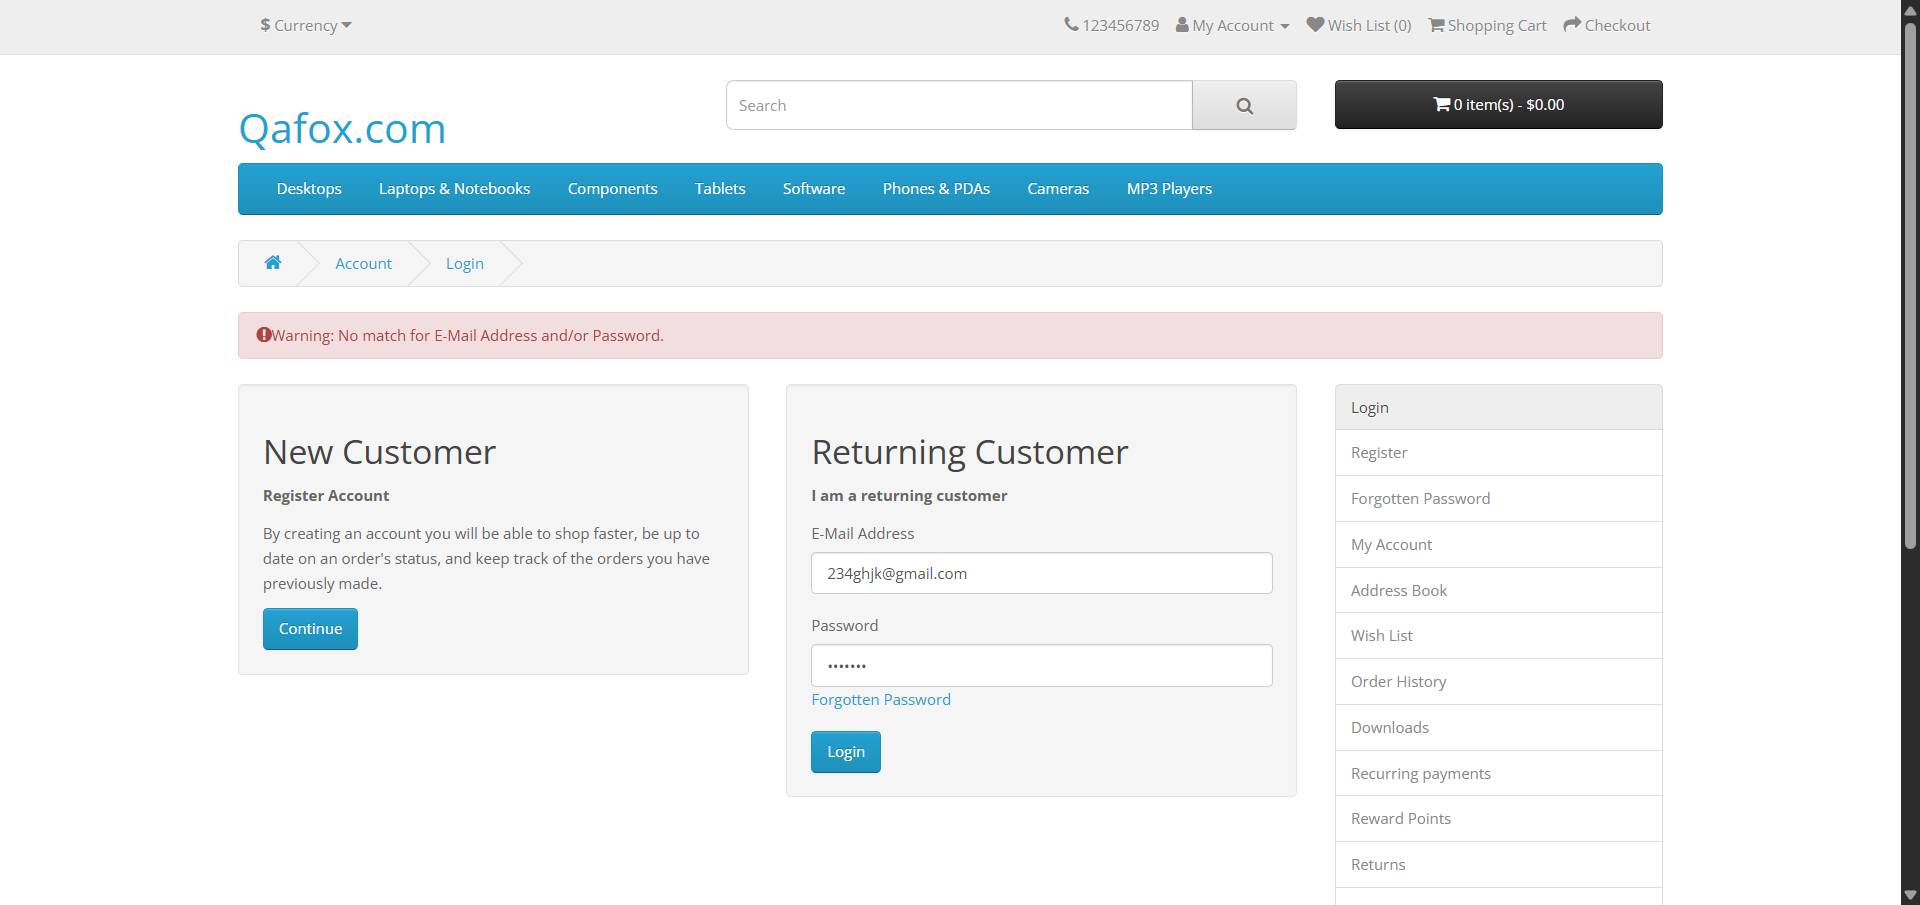 $ Currency
123456789 My Account Wish List (0) Shopping Cart Checkout
Qafox.com
Search
0 item(s) - $0.00
Desktops Laptops & Notebooks Components Tablets Software Phones & PDAs Cameras MP3 Players
Account Login
Warning: No match for E-Mail Address and/or Password.
New Customer
Register Account
By creating an account you will be able to shop faster, be up to
date on an order's status, and keep track of the orders you have
previously made.
Continue
Returning Customer
I am a returning customer
E-Mail Address
234ghjk@gmail.com
Password
•••••••
Forgotten Password
Login
Login
Register
Forgotten Password
My Account
Address Book
Wish List
Order History
Downloads
Recurring payments
Reward Points
Returns